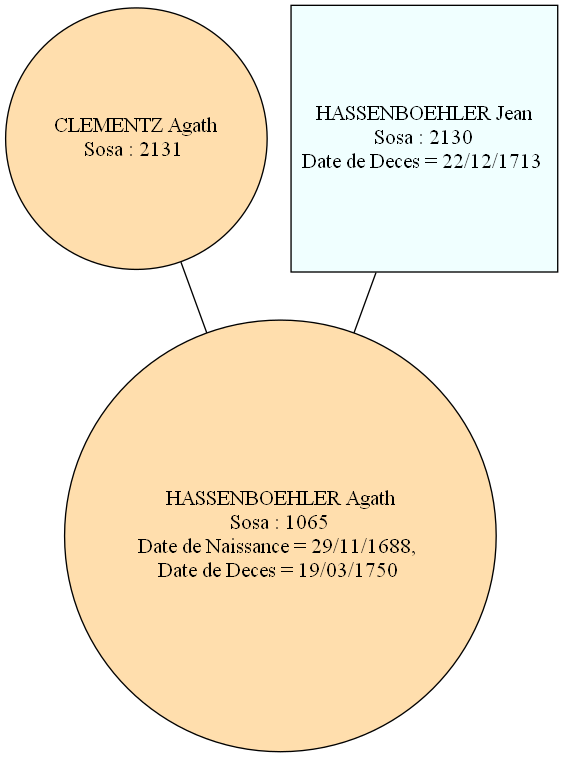 CLEMENTZ Agath
Sosa : 2131
HASSENBOEHLER Jean
Sosa : 2130
Date de Deces = 22/12/1713
HASSENBOEHLER Agath
Sosa : 1065
Date de Naissance = 29/11/1688,
Date de Deces = 19/03/1750